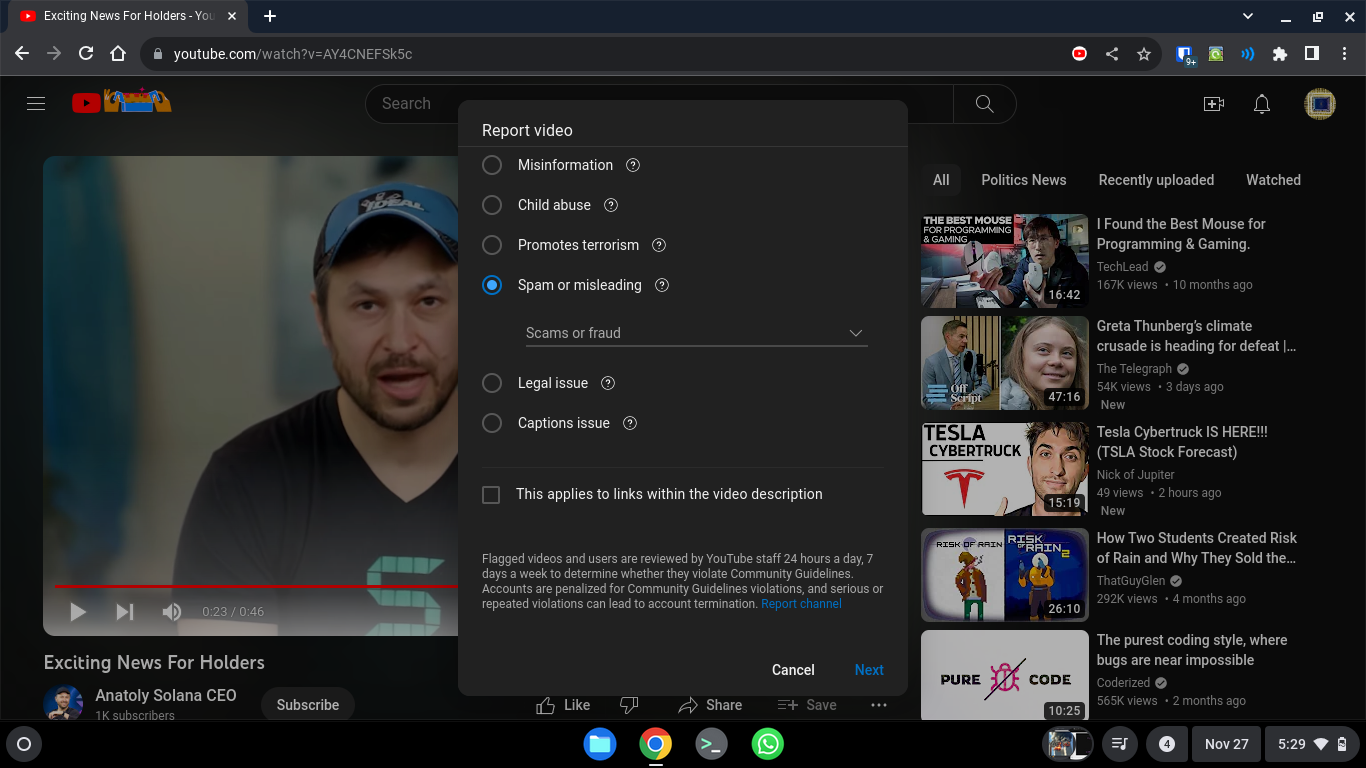 Exciting News For Holders - You
youtube.com/watch?v=AY4CNEFSk5c
9+
Search
Report video
Misinformation
Child abuse
Promotes terrorism
Spam or misleading
Scams or fraud
Legal issue
Captions issue
This applies to links within the video description
Flagged videos and users are reviewed by YouTube staff 24 hours a day, 7
days a week to determine whether they violate Community Guidelines.
Accounts are penalized for Community Guidelines violations, and serious or
repeated violations can lead to account termination. Report channel
Cancel
Next
IDEAL
0:23 / 0:46
Exciting News For Holders
Anatoly Solana CEO
1K subscribers
Subscribe
Like
Share
Save
All
Politics News
Recently uploaded
Watched
THE BEST MOUSE
FOR PROGRAMMING
& GAMING
16:42
I Found the Best Mouse for
Programming & Gaming.
TechLead
167K views • 10 months ago
Off
Script
47:16
Greta Thunberg’s climate
crusade is heading for defeat |...
The Telegraph
54K views • 3 days ago
New
TESLA
CYBERTRUCK
15:19
Tesla Cybertruck IS HERE!!!
(TSLA Stock Forecast)
Nick of Jupiter
49 views • 2 hours ago
New
RISK OF RAIN
RISK OF RAIN 2
26:10
How Two Students Created Risk
of Rain and Why They Sold the...
ThatGuyGlen
292K views • 4 months ago
PURE CODE
10:25
The purest coding style, where
bugs are near impossible
Coderized
565K views • 2 months ago
4
Nov 27
5:29